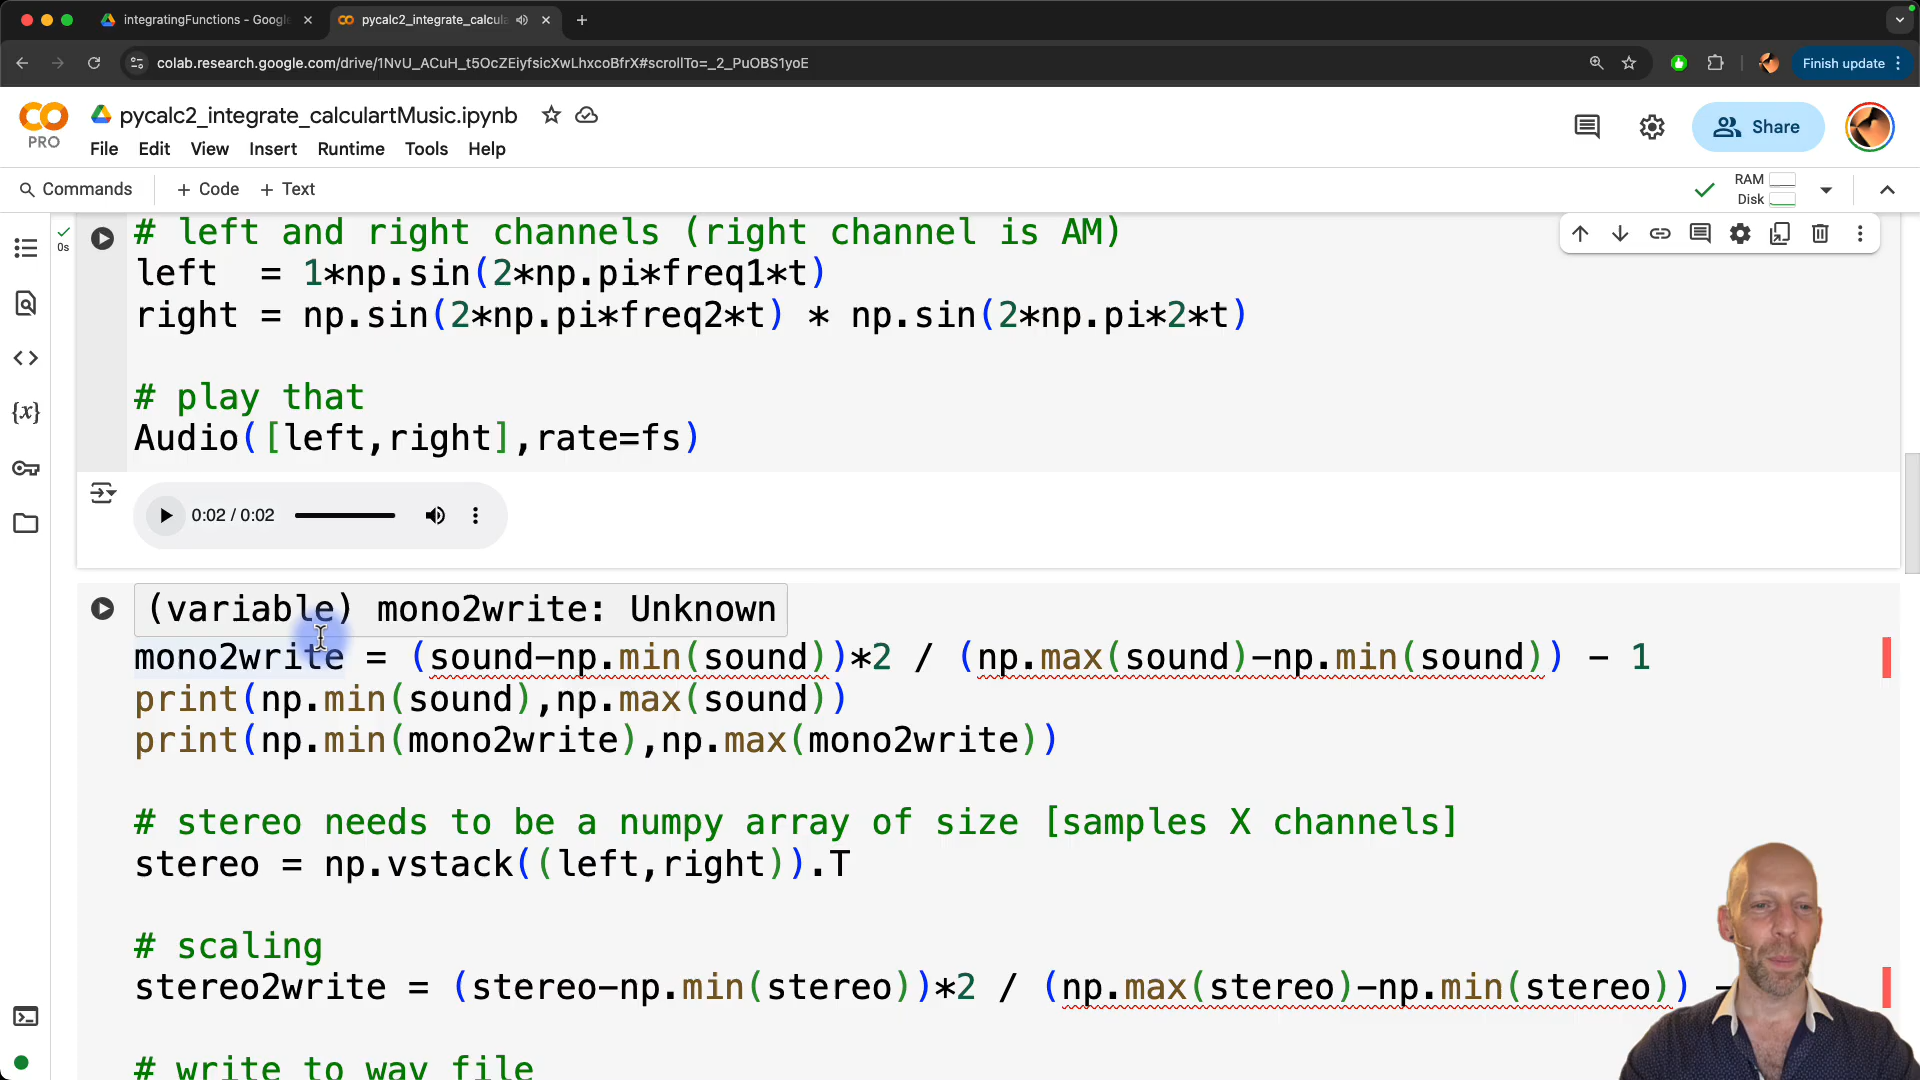 integratingFunctions - Google
pycalc2_integrate_calcula
colab.research.google.com/drive/1NvU_ACuH_t5OcZEiyfsicXwLhxcoBfrX#scrollTo=_2_PuOBS1yoE
Finish update
PRO
pycalc2_integrate_calculartMusic.ipynb
File Edit View Insert Runtime Tools Help
Share
Commands + Code + Text
RAM
Disk
0s
# left and right channels (right channel is AM)
left  = 1*np.sin(2*np.pi*freq1*t)
right = np.sin(2*np.pi*freq2*t) * np.sin(2*np.pi*2*t)
# play that
Audio([left,right],rate=fs)
0:02 / 0:02
(variable) mono2write: Unknown
mono2write = (sound-np.min(sound))*2 / (np.max(sound)-np.min(sound)) - 1
print(np.min(sound),np.max(sound))
print(np.min(mono2write),np.max(mono2write))
# stereo needs to be a numpy array of size [samples X channels]
stereo = np.vstack((left,right)).T
# scaling
stereo2write = (stereo-np.min(stereo))*2 / (np.max(stereo)-np.min(stereo)) -
# write to wav file